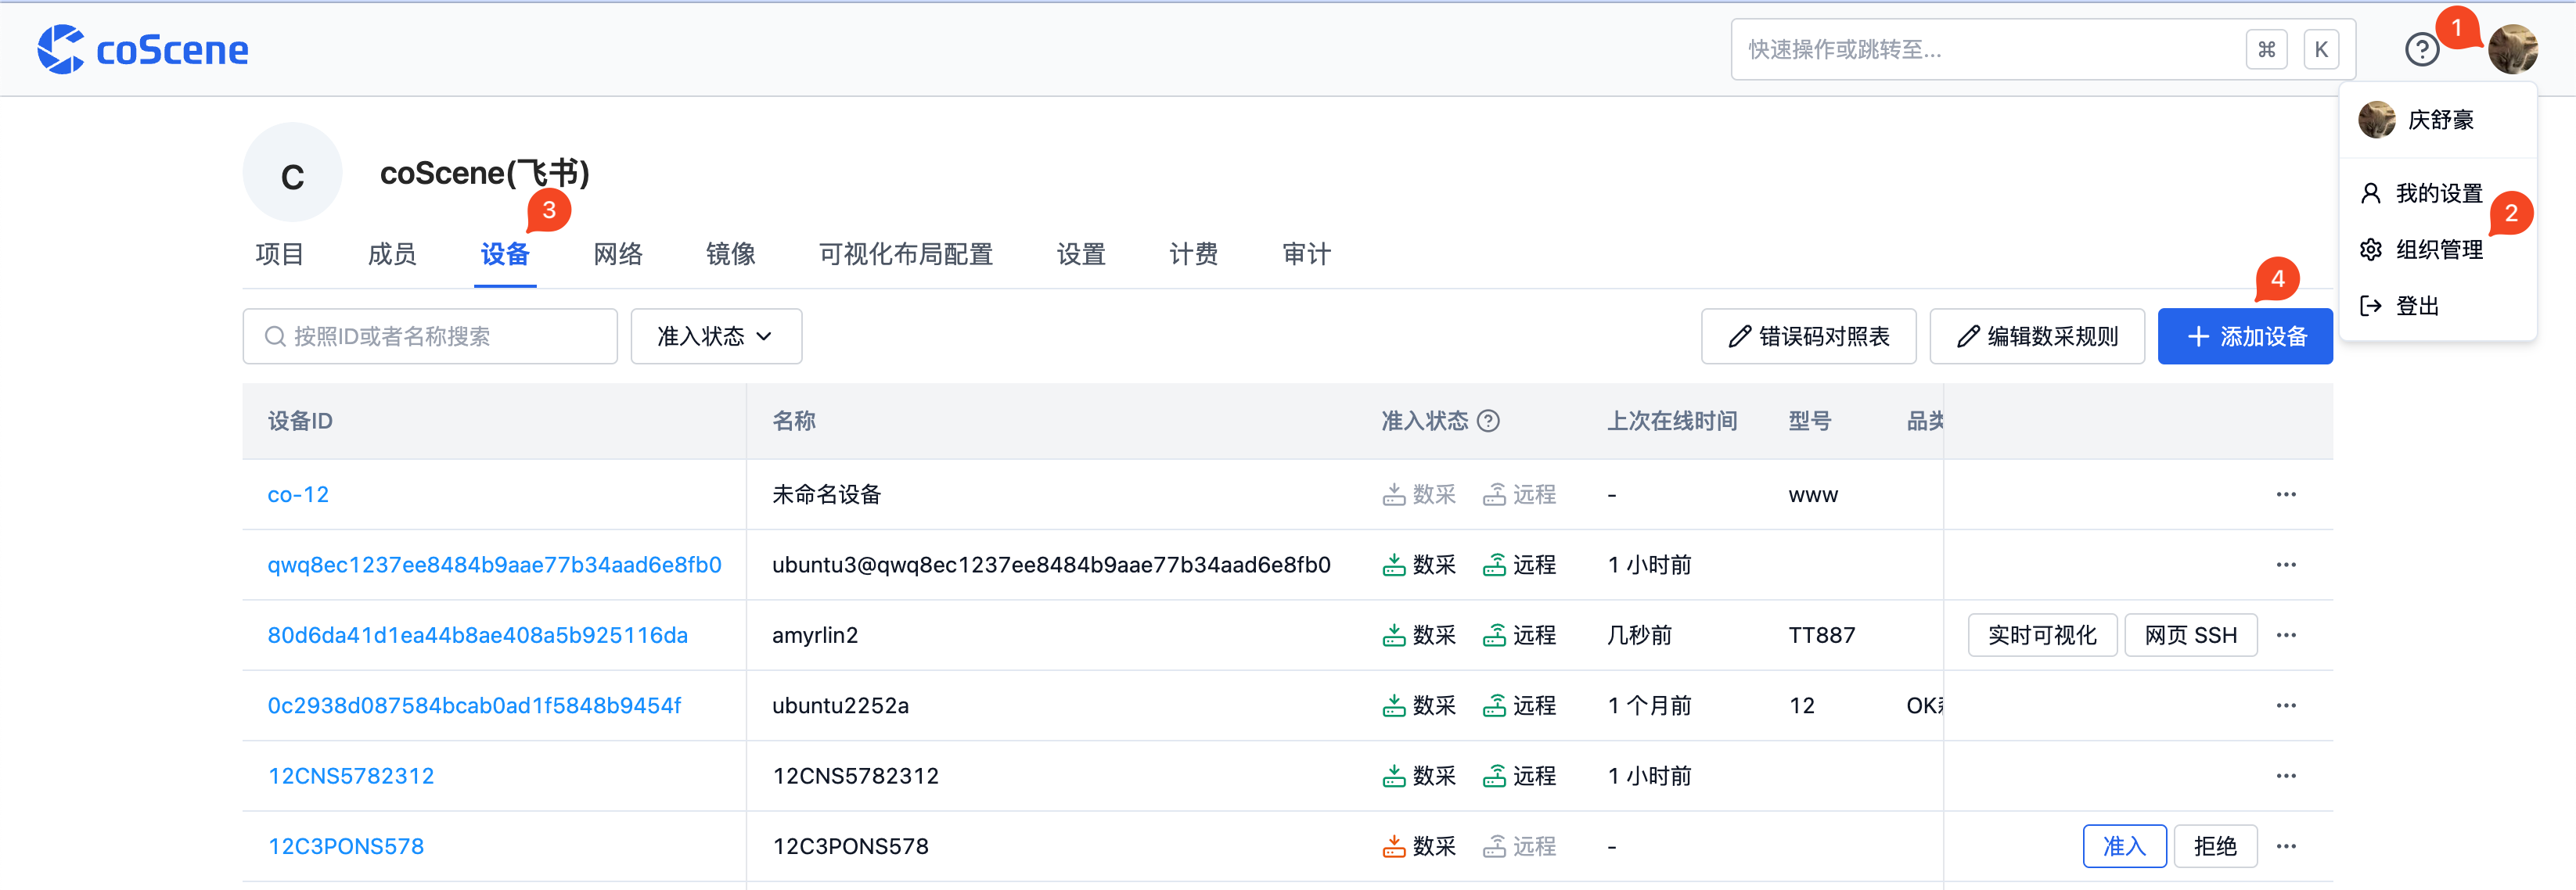 coScene
快速操作或跳转至...
⌘ K
1
庆舒豪
我的设置
2
组织管理
登出
C
coScene(飞书)
3
项目 成员 设备 网络 镜像 可视化布局配置 设置 计费 审计
4
按照ID或者名称搜索 准入状态 错误码对照表 编辑数采规则 添加设备
设备ID 名称 准入状态 上次在线时间 型号 品类
co-12 未命名设备 数采 远程 - www
qwq8ec1237ee8484b9aae77b34aad6e8fb0 ubuntu3@qwq8ec1237ee8484b9aae77b34aad6e8fb0 数采 远程 1 小时前
80d6da41d1ea44b8ae408a5b925116da amyrlin2 数采 远程 几秒前 TT887 实时可视化 网页 SSH
0c2938d087584bcab0ad1f5848b9454f ubuntu2252a 数采 远程 1 个月前 12 OK
12CNS5782312 12CNS5782312 数采 远程 1 小时前
12C3PONS578 12C3PONS578 数采 远程 - 准入 拒绝